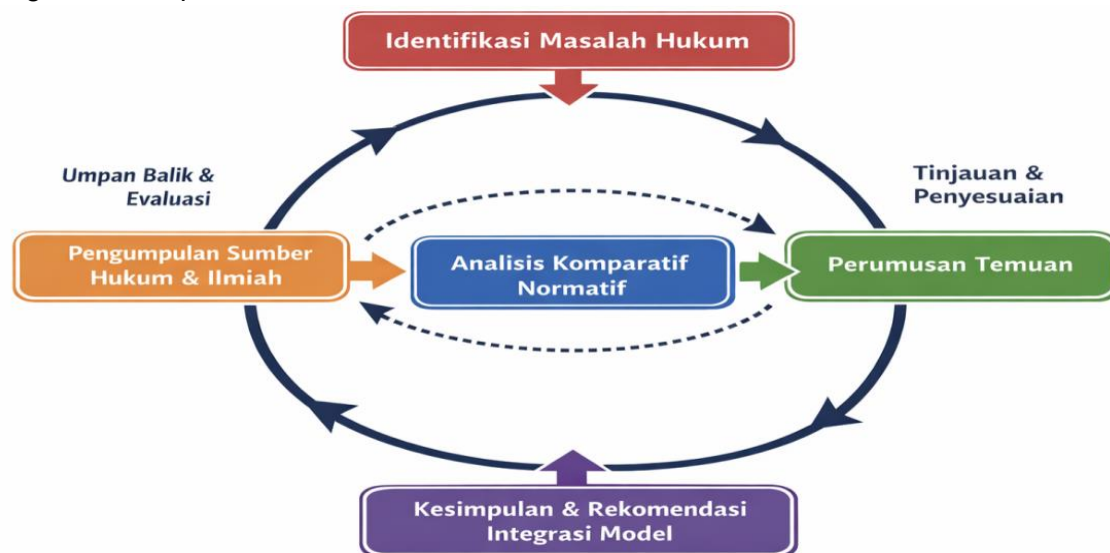 Identifikasi Masalah Hukum
Umpan Balik &
Evaluasi
Tinjauan &
Penyesuaian
Pengumpulan Sumber
Hukum & Ilmiah
Analisis Komparatif
Normatif
Perumusan Temuan
Kesimpulan & Rekomendasi
Integrasi Model